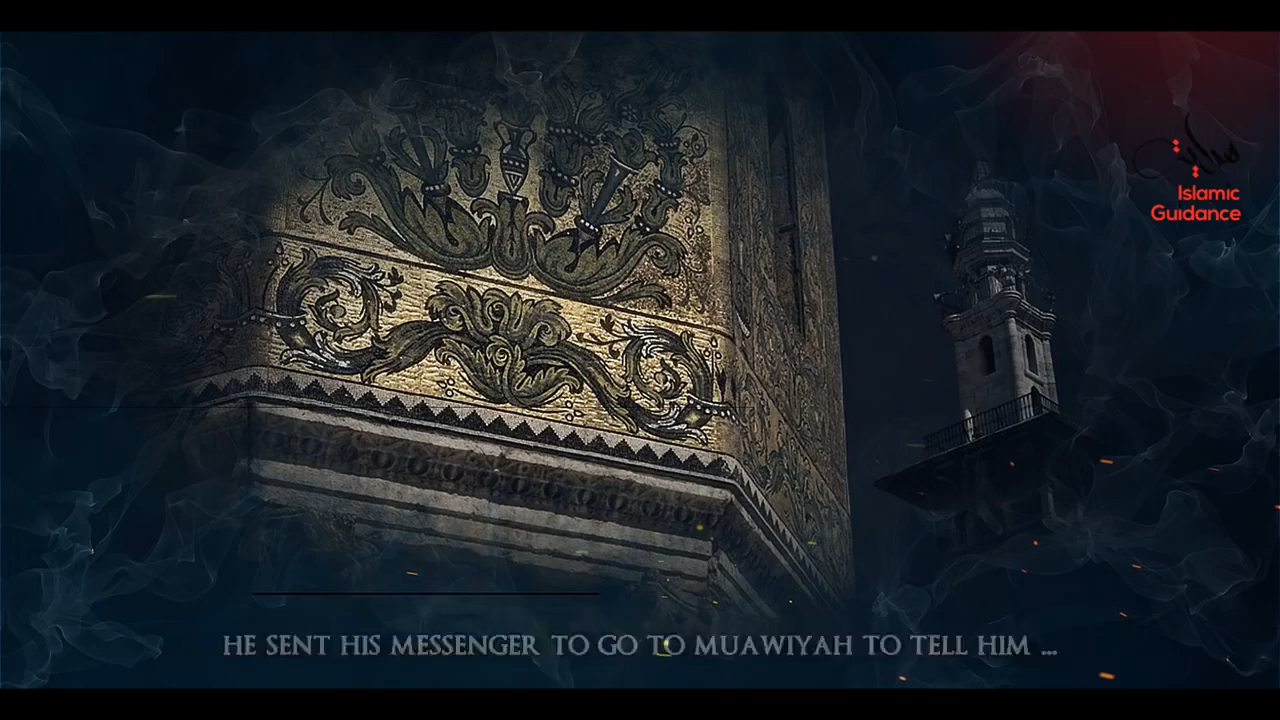 Islamic
Guidance
HE SENT HIS MESSENGER TO GO TO MUAWIYAH TO TELL HIM ...